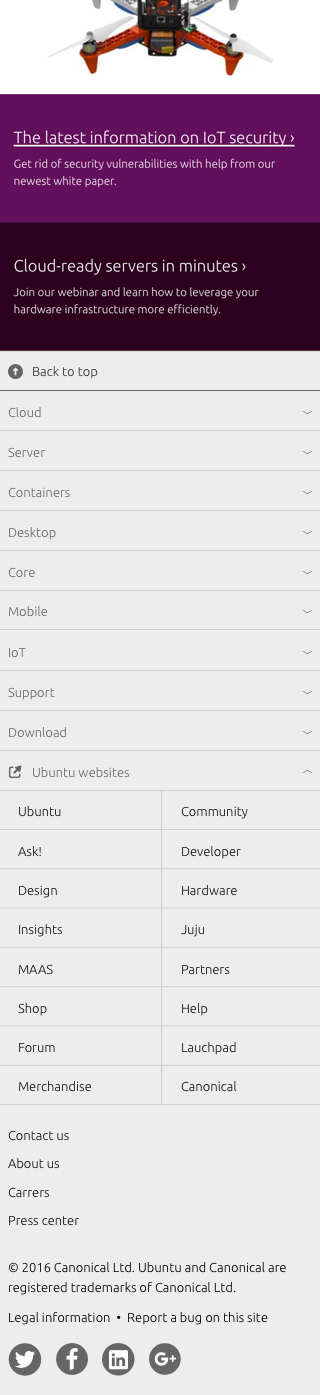 The latest information on IoT security ›
Get rid of security vulnerabilities with help from our
newest white paper.
Cloud-ready servers in minutes ›
Join our webinar and learn how to leverage your
hardware infrastructure more efficiently.
Back to top
Cloud
Server
Containers
Desktop
Core
Mobile
IoT
Support
Download
Ubuntu websites
Ubuntu Community
Ask! Developer
Design Hardware
Insights Juju
MAAS Partners
Shop Help
Forum Lauchpad
Merchandise Canonical
Contact us
About us
Carrers
Press center
© 2016 Canonical Ltd. Ubuntu and Canonical are
registered trademarks of Canonical Ltd.
Legal information • Report a bug on this site